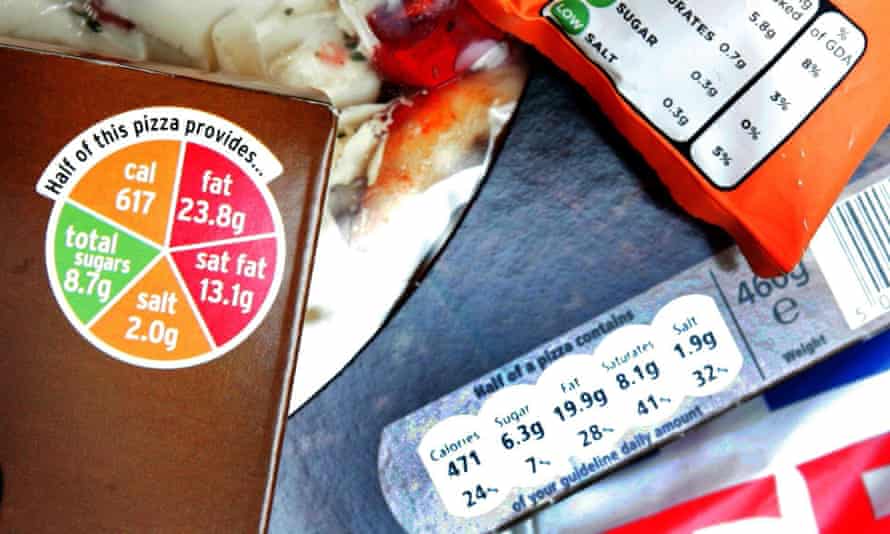 Half of this pizza provides...
cal
617
fat
23.8g
sat fat
13.1g
salt
2.0g
total
sugars
8.7g
LOW
SUGAR
SALT
5.8g
0.7g
0.3g
0.3g
%
of GDA
8%
3%
0%
5%
460g
e
Weight
Half of a pizza contains
Calories
471
24%
Sugar
6.3g
7%
Fat
19.9g
28%
Saturates
8.1g
41%
Salt
1.9g
32%
of your guideline daily amount
5